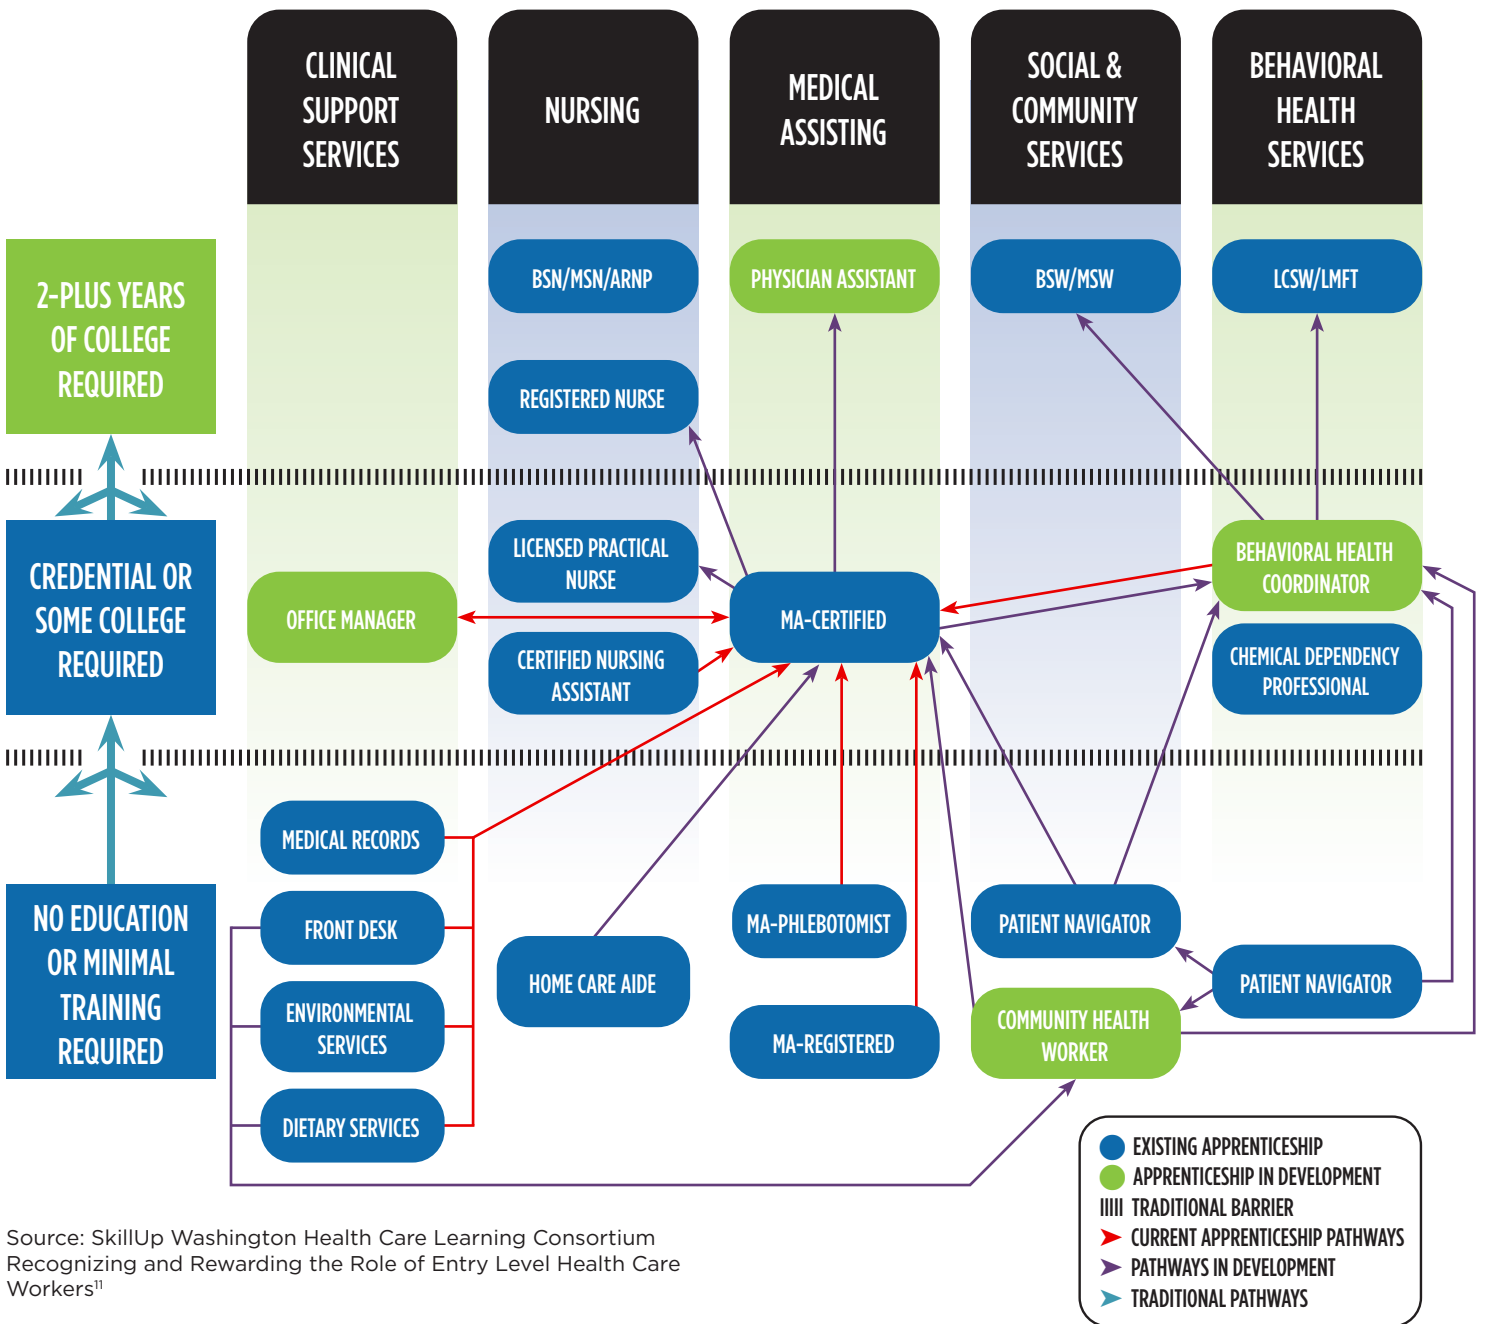 CLINICAL
SUPPORT
SERVICES
NURSING
MEDICAL
ASSISTING
SOCIAL &
COMMUNITY
SERVICES
BEHAVIORAL
HEALTH
SERVICES
2-PLUS YEARS
OF COLLEGE
REQUIRED
BSN/MSN/ARNP
PHYSICIAN ASSISTANT
BSW/MSW
LCSW/LMFT
REGISTERED NURSE
CREDENTIAL OR
SOME COLLEGE
REQUIRED
OFFICE MANAGER
LICENSED PRACTICAL
NURSE
CERTIFIED NURSING
ASSISTANT
MA-CERTIFIED
BEHAVIORAL HEALTH
COORDINATOR
CHEMICAL DEPENDENCY
PROFESSIONAL
NO EDUCATION
OR MINIMAL
TRAINING
REQUIRED
MEDICAL RECORDS
FRONT DESK
ENVIRONMENTAL
SERVICES
DIETARY SERVICES
HOME CARE AIDE
MA-PHLEBOTOMIST
MA-REGISTERED
PATIENT NAVIGATOR
COMMUNITY HEALTH
WORKER
PATIENT NAVIGATOR
EXISTING APPRENTICESHIP
APPRENTICESHIP IN DEVELOPMENT
TRADITIONAL BARRIER
CURRENT APPRENTICESHIP PATHWAYS
PATHWAYS IN DEVELOPMENT
TRADITIONAL PATHWAYS
Source: SkillUp Washington Health Care Learning Consortium
Recognizing and Rewarding the Role of Entry Level Health Care
Workers¹¹